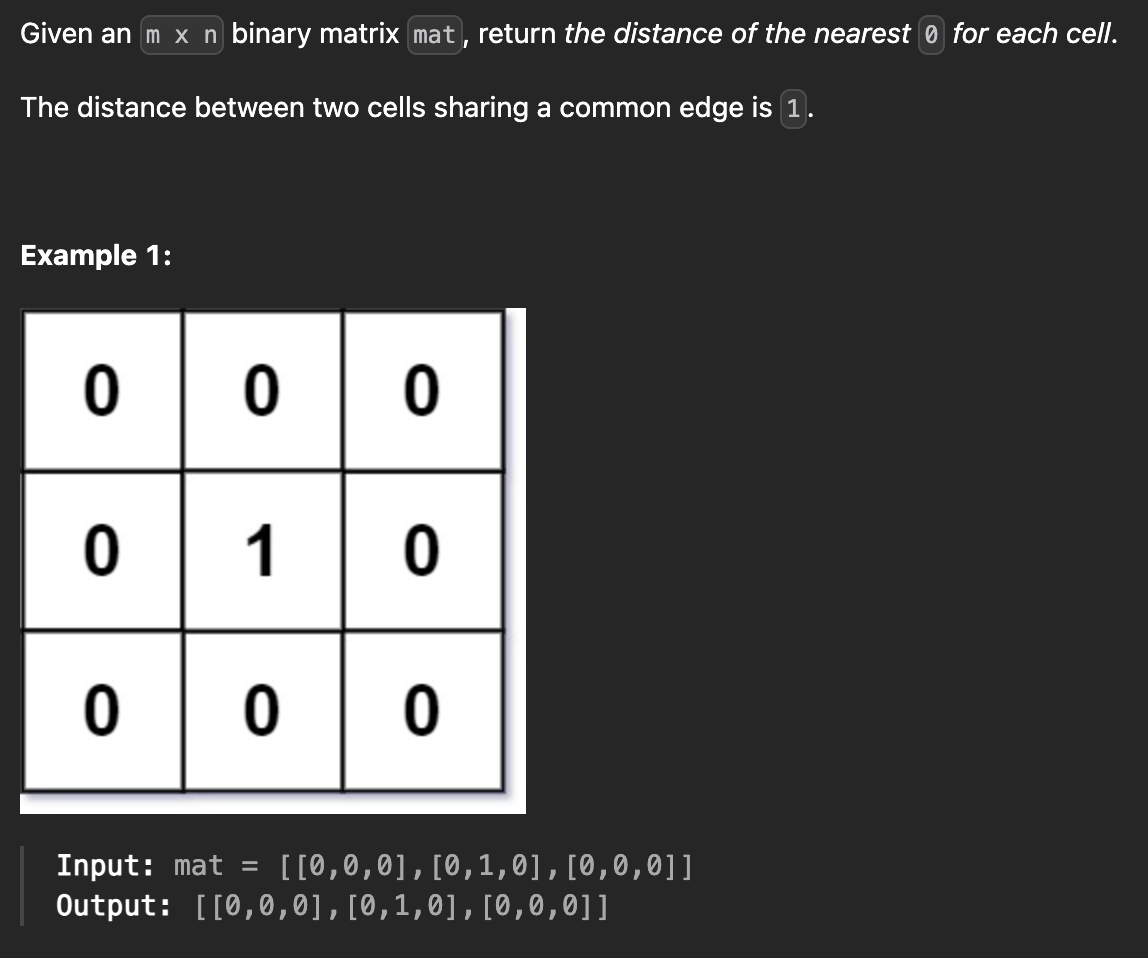 Given an m x n binary matrix mat, return the distance of the nearest 0 for each cell.
The distance between two cells sharing a common edge is 1.
Example 1:
0 0 0
0 1 0
0 0 0
Input: mat = [[0,0,0],[0,1,0],[0,0,0]]
Output: [[0,0,0],[0,1,0],[0,0,0]]